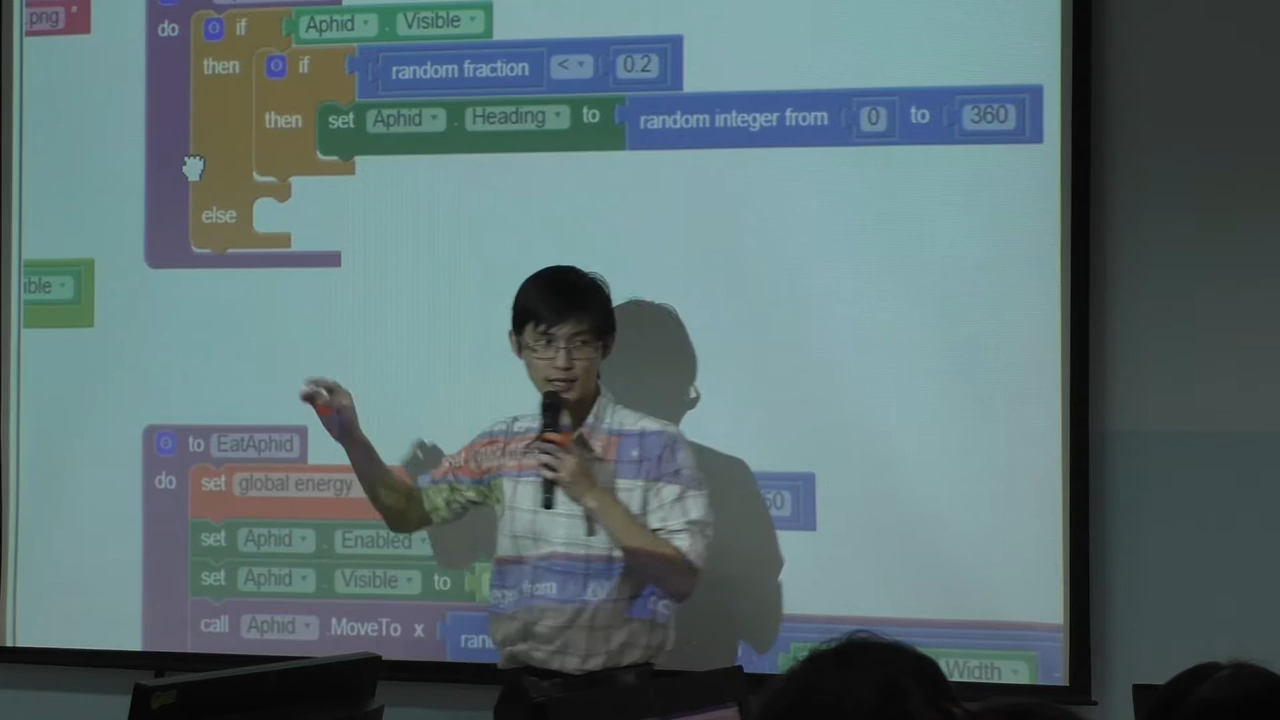 .png
do if Aphid . Visible
then if random fraction < 0.2
then set Aphid . Heading to random integer from 0 to 360
else
ible
to EatAphid
do set global energy
set Aphid . Enabled
set Aphid . Visible to
call Aphid .MoveTo x
Width